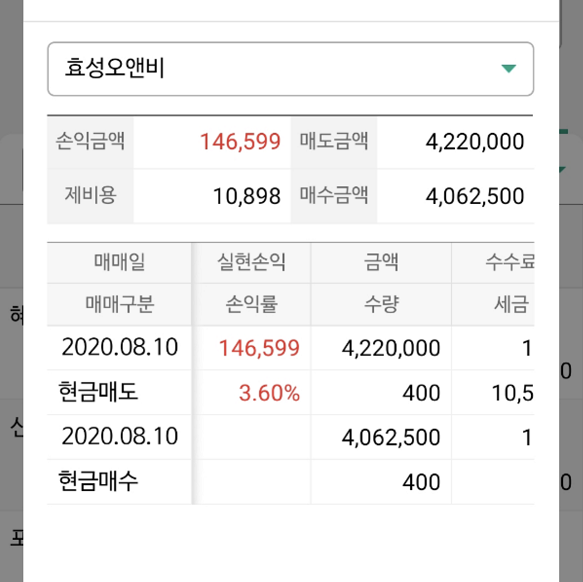 효성오앤비
손익금액 146,599 매도금액 4,220,000
제비용 10,898 매수금액 4,062,500
매매일 실현손익 금액 수수료
매매구분 손익률 수량 세금
2020.08.10 146,599 4,220,000 1
현금매도 3.60% 400 10,5
2020.08.10 4,062,500 1
현금매수 400
혜
0
신
0
포